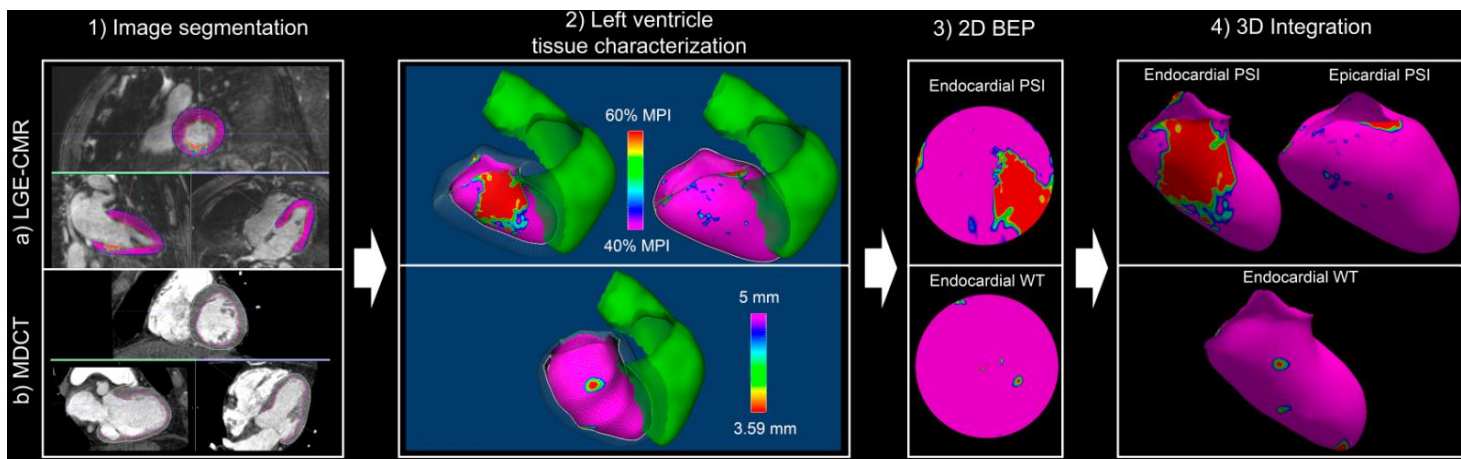 1) Image segmentation
2) Left ventricle
tissue characterization
3) 2D BEP
4) 3D Integration
a) LGE-CMR
60% MPI
40% MPI
Endocardial PSI
Endocardial PSI
Epicardial PSI
b) MDCT
5 mm
3.59 mm
Endocardial WT
Endocardial WT